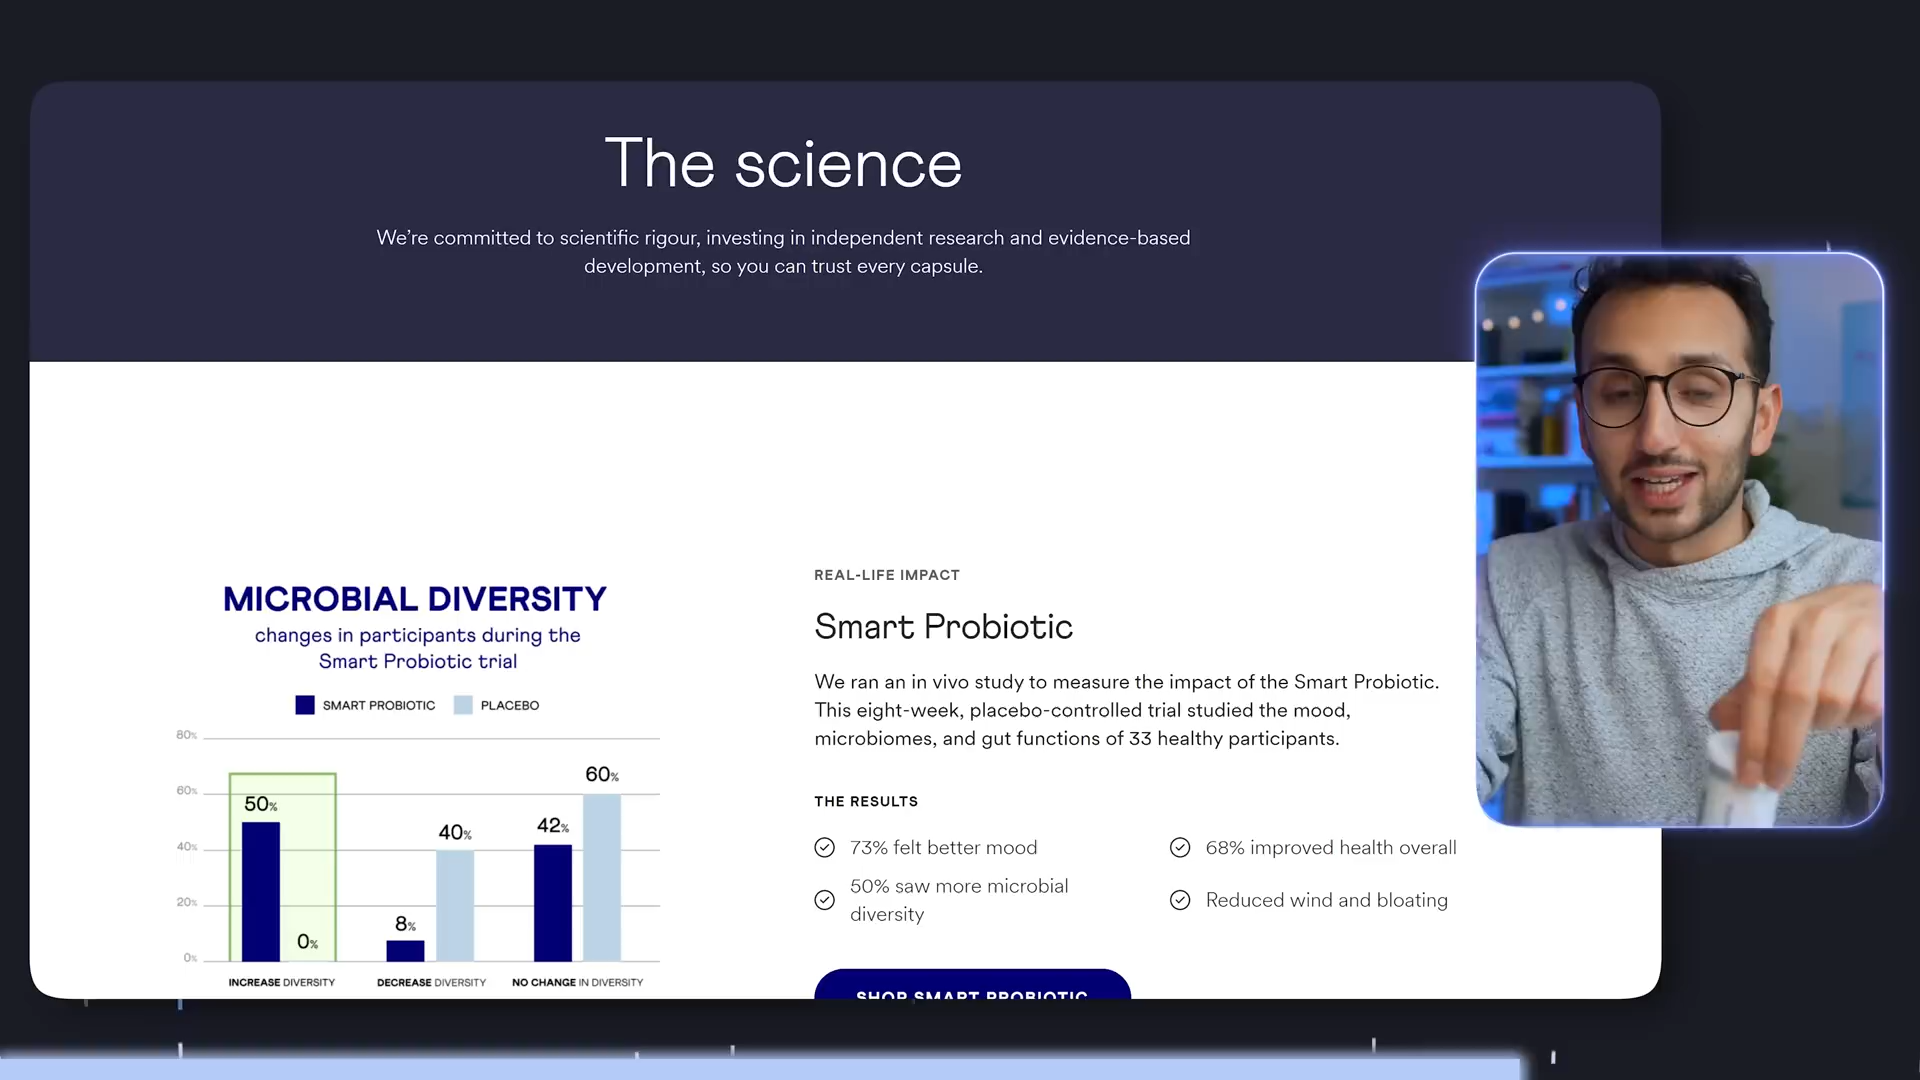 The science
We’re committed to scientific rigour, investing in independent research and evidence-based
development, so you can trust every capsule.
MICROBIAL DIVERSITY
changes in participants during the
Smart Probiotic trial
SMART PROBIOTIC
PLACEBO
80%
60%
40%
20%
0%
50%
0%
8%
40%
42%
60%
INCREASE DIVERSITY
DECREASE DIVERSITY
NO CHANGE IN DIVERSITY
REAL-LIFE IMPACT
Smart Probiotic
We ran an in vivo study to measure the impact of the Smart Probiotic.
This eight-week, placebo-controlled trial studied the mood,
microbiomes, and gut functions of 33 healthy participants.
THE RESULTS
73% felt better mood
68% improved health overall
50% saw more microbial
diversity
Reduced wind and bloating
SHOP SMART PROBIOTIC